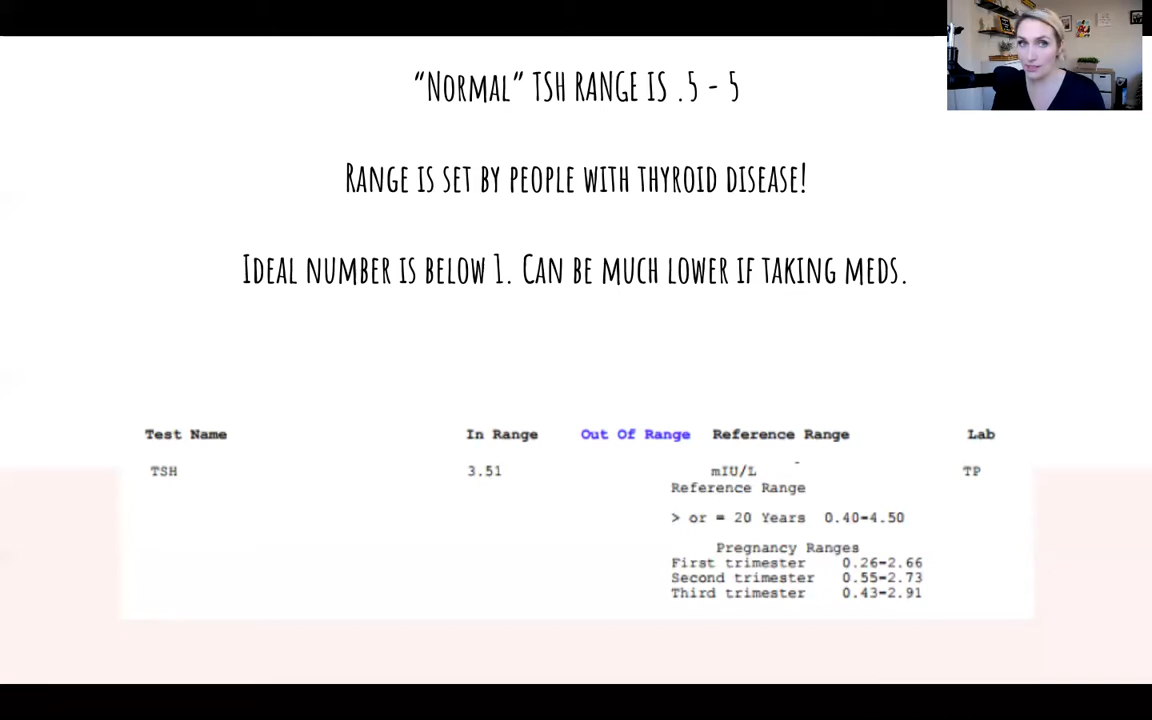 “Normal” TSH range is .5 - 5
Range is set by people with thyroid disease!
Ideal number is below 1. Can be much lower if taking meds.
Test Name In Range Out Of Range Reference Range Lab
TSH 3.51 mIU/L TP
Reference Range
> or = 20 Years 0.40-4.50
Pregnancy Ranges
First trimester 0.26-2.66
Second trimester 0.55-2.73
Third trimester 0.43-2.91